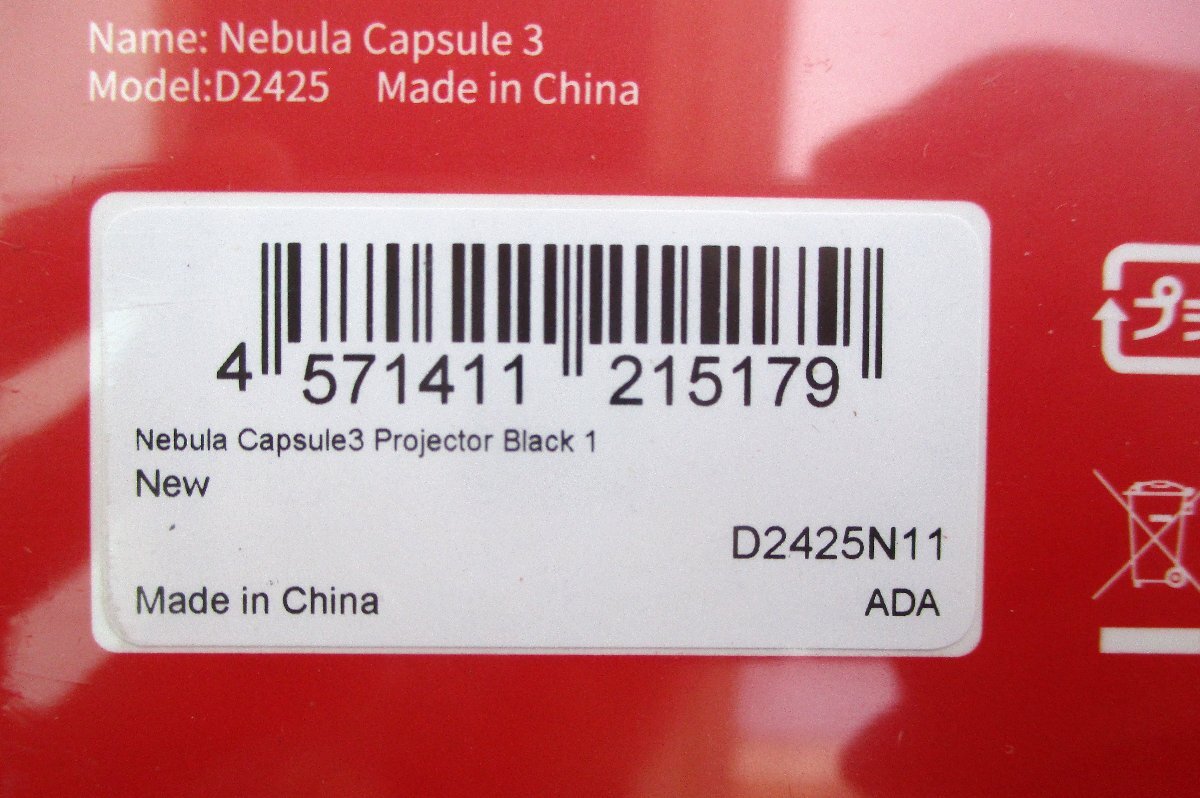 Name: Nebula Capsule 3
Model:D2425 Made in China
4 571411 215179
Nebula Capsule3 Projector Black 1
New
D2425N11
Made in China
ADA
プ